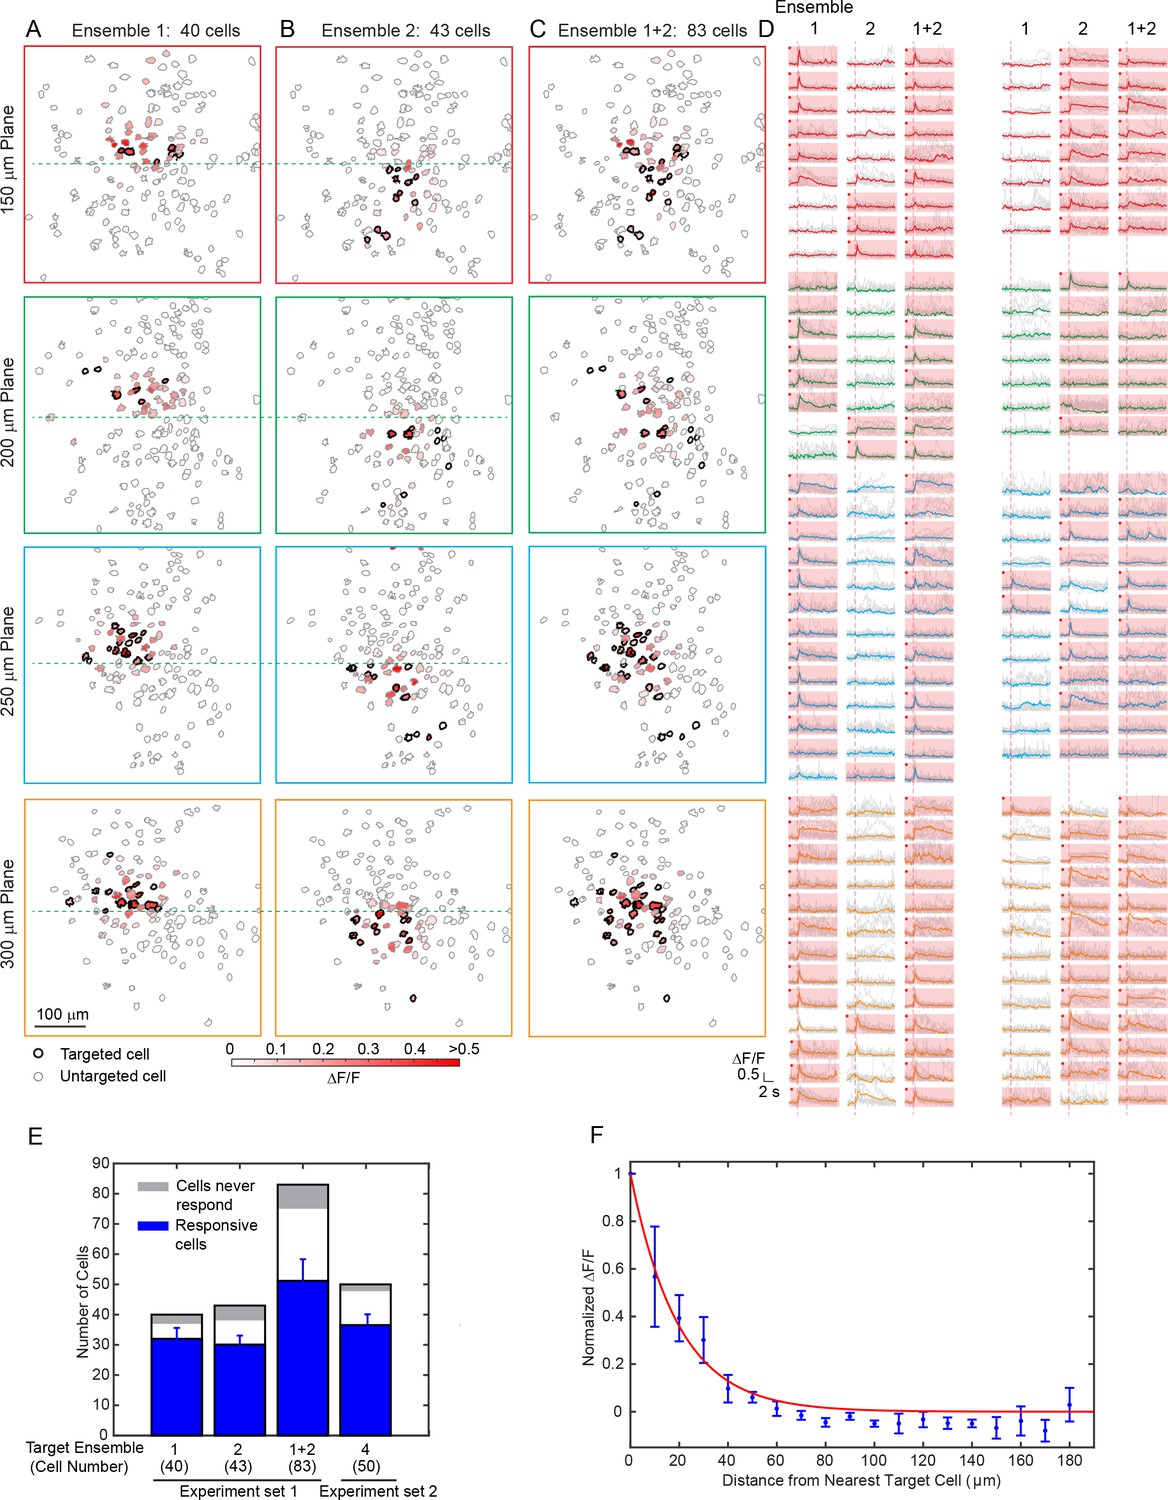 Ensemble
A Ensemble 1: 40 cells B Ensemble 2: 43 cells C Ensemble 1+2: 83 cells D 1 2 1+2 1 2 1+2
150 µm Plane
200 µm Plane
250 µm Plane
300 µm Plane
100 µm
Targeted cell
Untargeted cell
0 0.1 0.2 0.3 0.4 >0.5
ΔF/F
ΔF/F
0.5
2 s
E
90
80
70
60
50
40
30
20
10
0
Number of Cells
Cells never
respond
Responsive
cells
Target Ensemble 1 2 1+2 4
(Cell Number) (40) (43) (83) (50)
Experiment set 1 Experiment set 2
F
1
0.8
0.6
0.4
0.2
0
Normalized ΔF/F
0 20 40 60 80 100 120 140 160 180
Distance from Nearest Target Cell (µm)